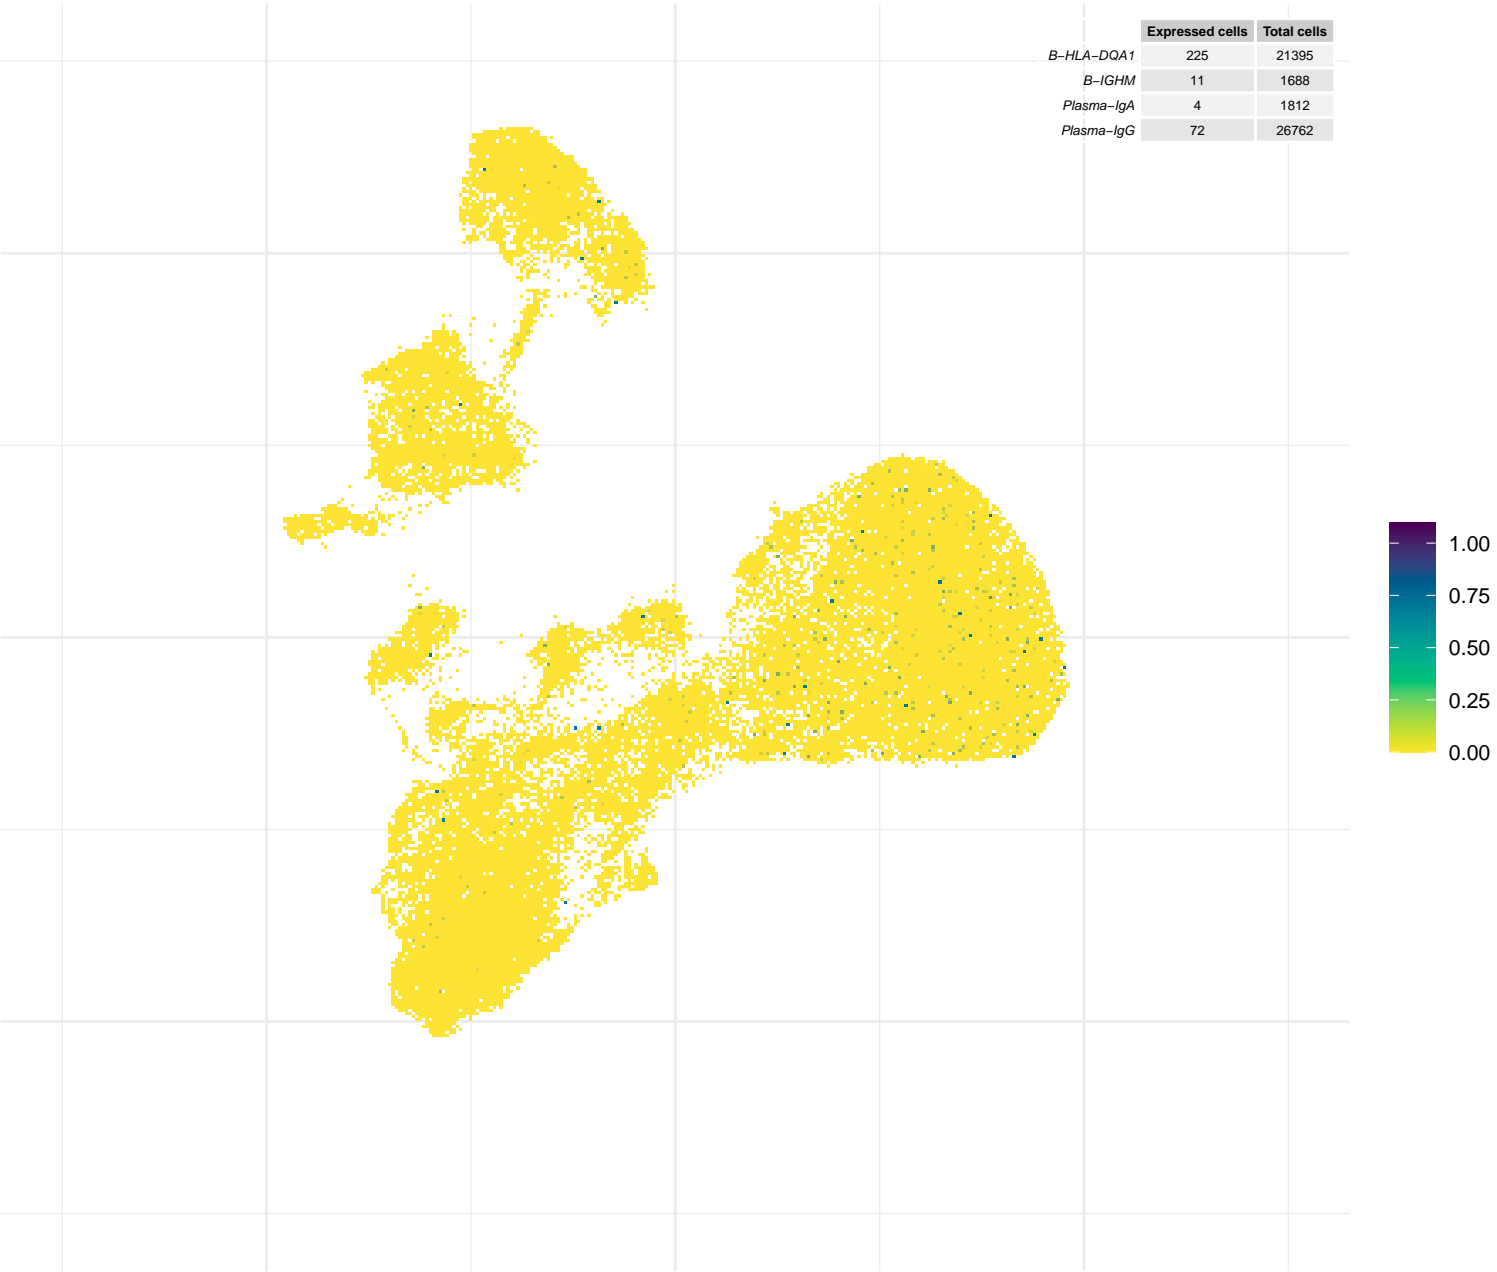 Expressed cells Total cells
B−HLA−DQA1 225 21395
B−IGHM 11 1688
Plasma−IgA 4 1812
Plasma−IgG 72 26762
1.00
0.75
0.50
0.25
0.00